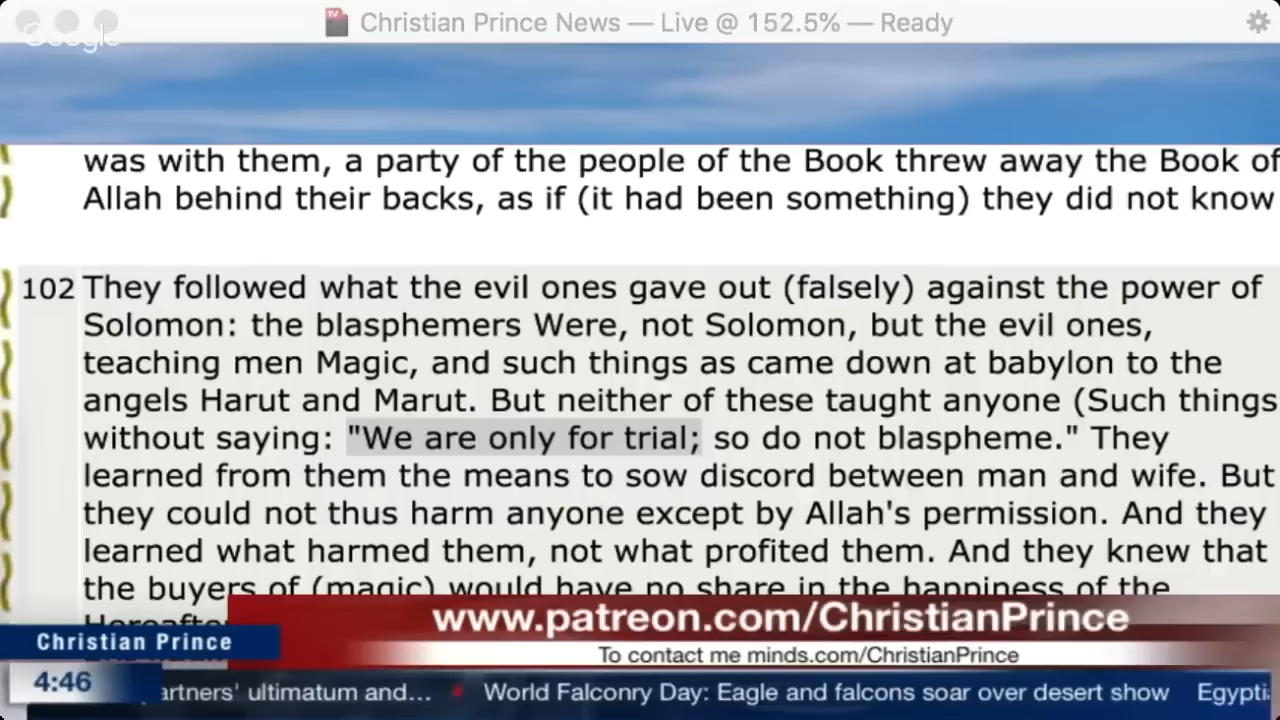 Christian Prince News — Live @ 152.5% — Ready
Google
was with them, a party of the people of the Book threw away the Book of
Allah behind their backs, as if (it had been something) they did not know
102 They followed what the evil ones gave out (falsely) against the power of
Solomon: the blasphemers Were, not Solomon, but the evil ones,
teaching men Magic, and such things as came down at babylon to the
angels Harut and Marut. But neither of these taught anyone (Such things
without saying: "We are only for trial; so do not blaspheme." They
learned from them the means to sow discord between man and wife. But
they could not thus harm anyone except by Allah's permission. And they
learned what harmed them, not what profited them. And they knew that
the buyers of (magic) would have no share in the happiness of the
www.patreon.com/ChristianPrince
Christian Prince
To contact me minds.com/ChristianPrince
4:46
artners' ultimatum and... World Falconry Day: Eagle and falcons soar over desert show Egypti